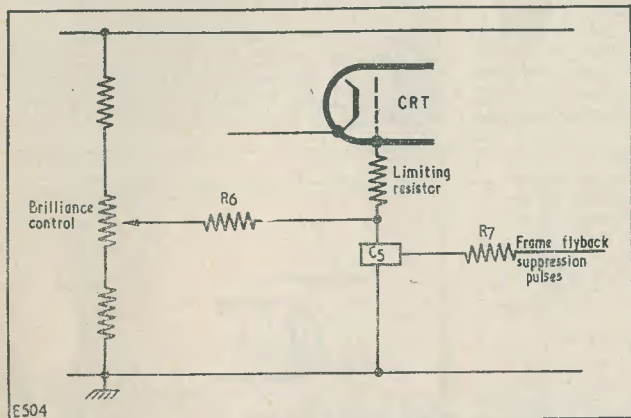 CRT
Limiting
resistor
Brilliance
control
R6
R7
C5
Frame flyback
suppression
pulses
E504